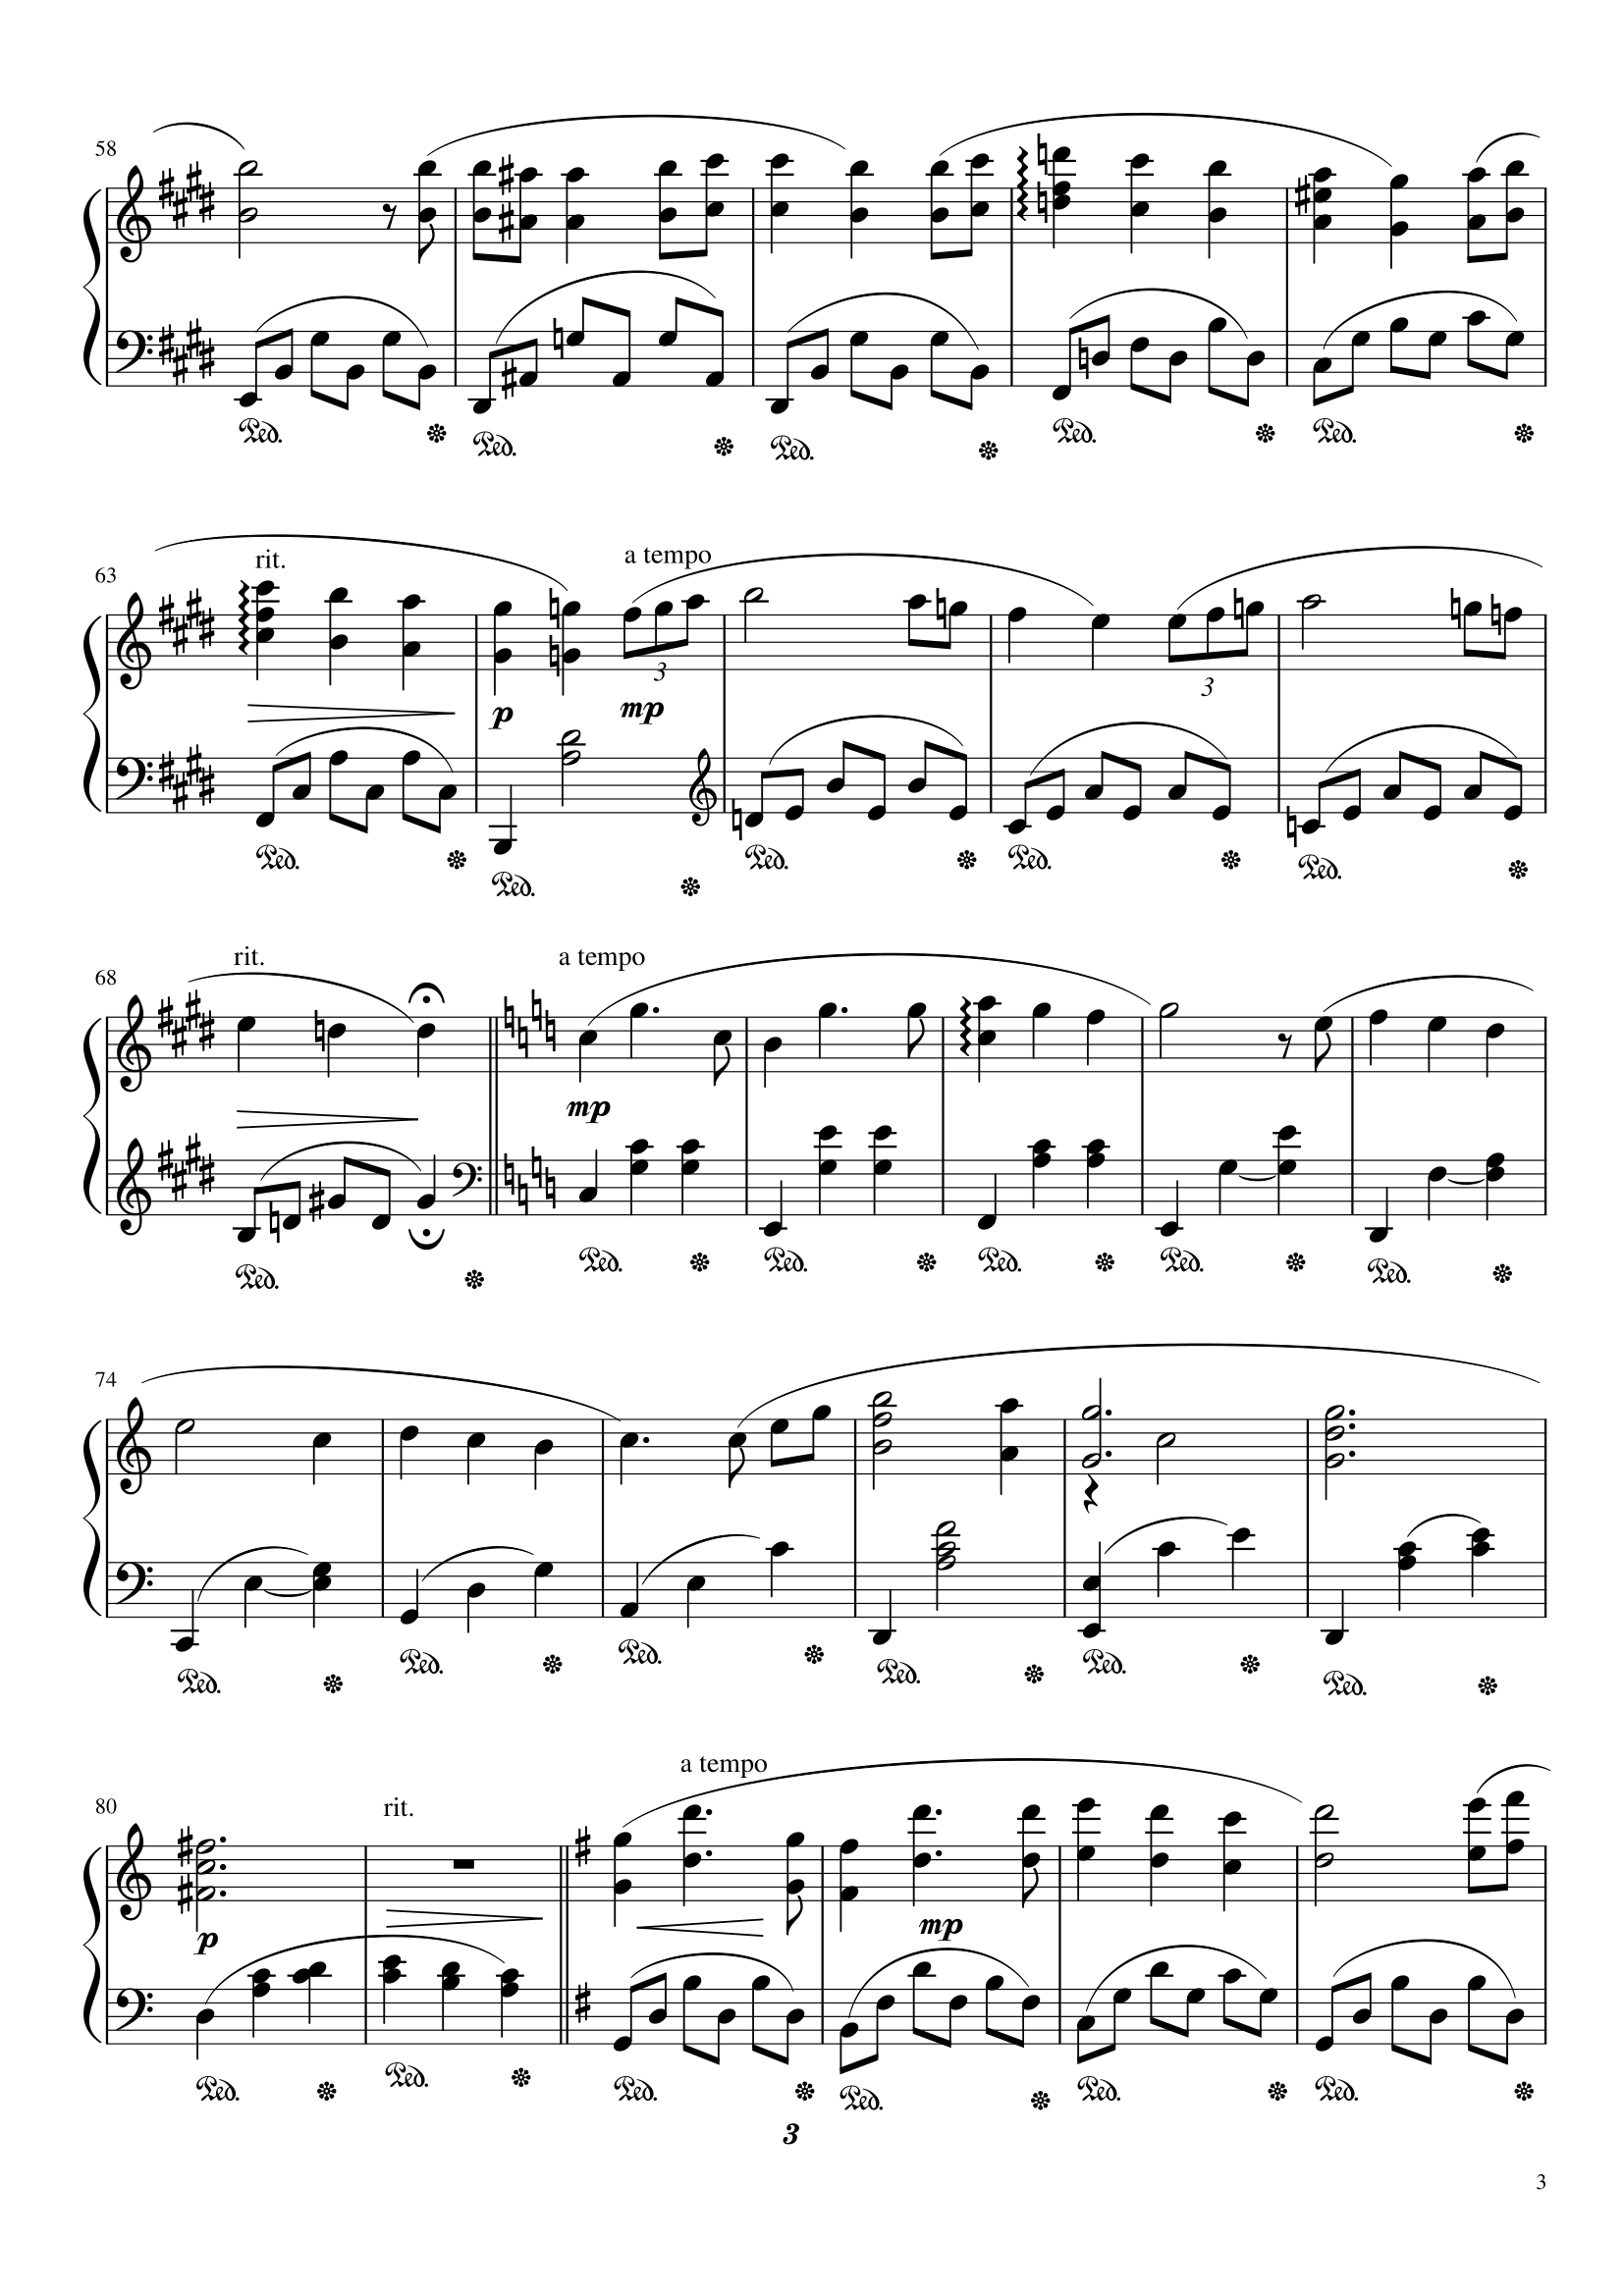 58
Ped. Ped. Ped. Ped. Ped.
rit. a tempo
63
3 3
p mp
Ped. Ped. Ped. Ped. Ped.
rit. a tempo
68
mp
Ped. Ped. Ped. Ped. Ped. Ped.
74
Ped. Ped. Ped. Ped. Ped. Ped.
a tempo
80 rit.
p mp
Ped. Ped. Ped. Ped. Ped. Ped.
3
3